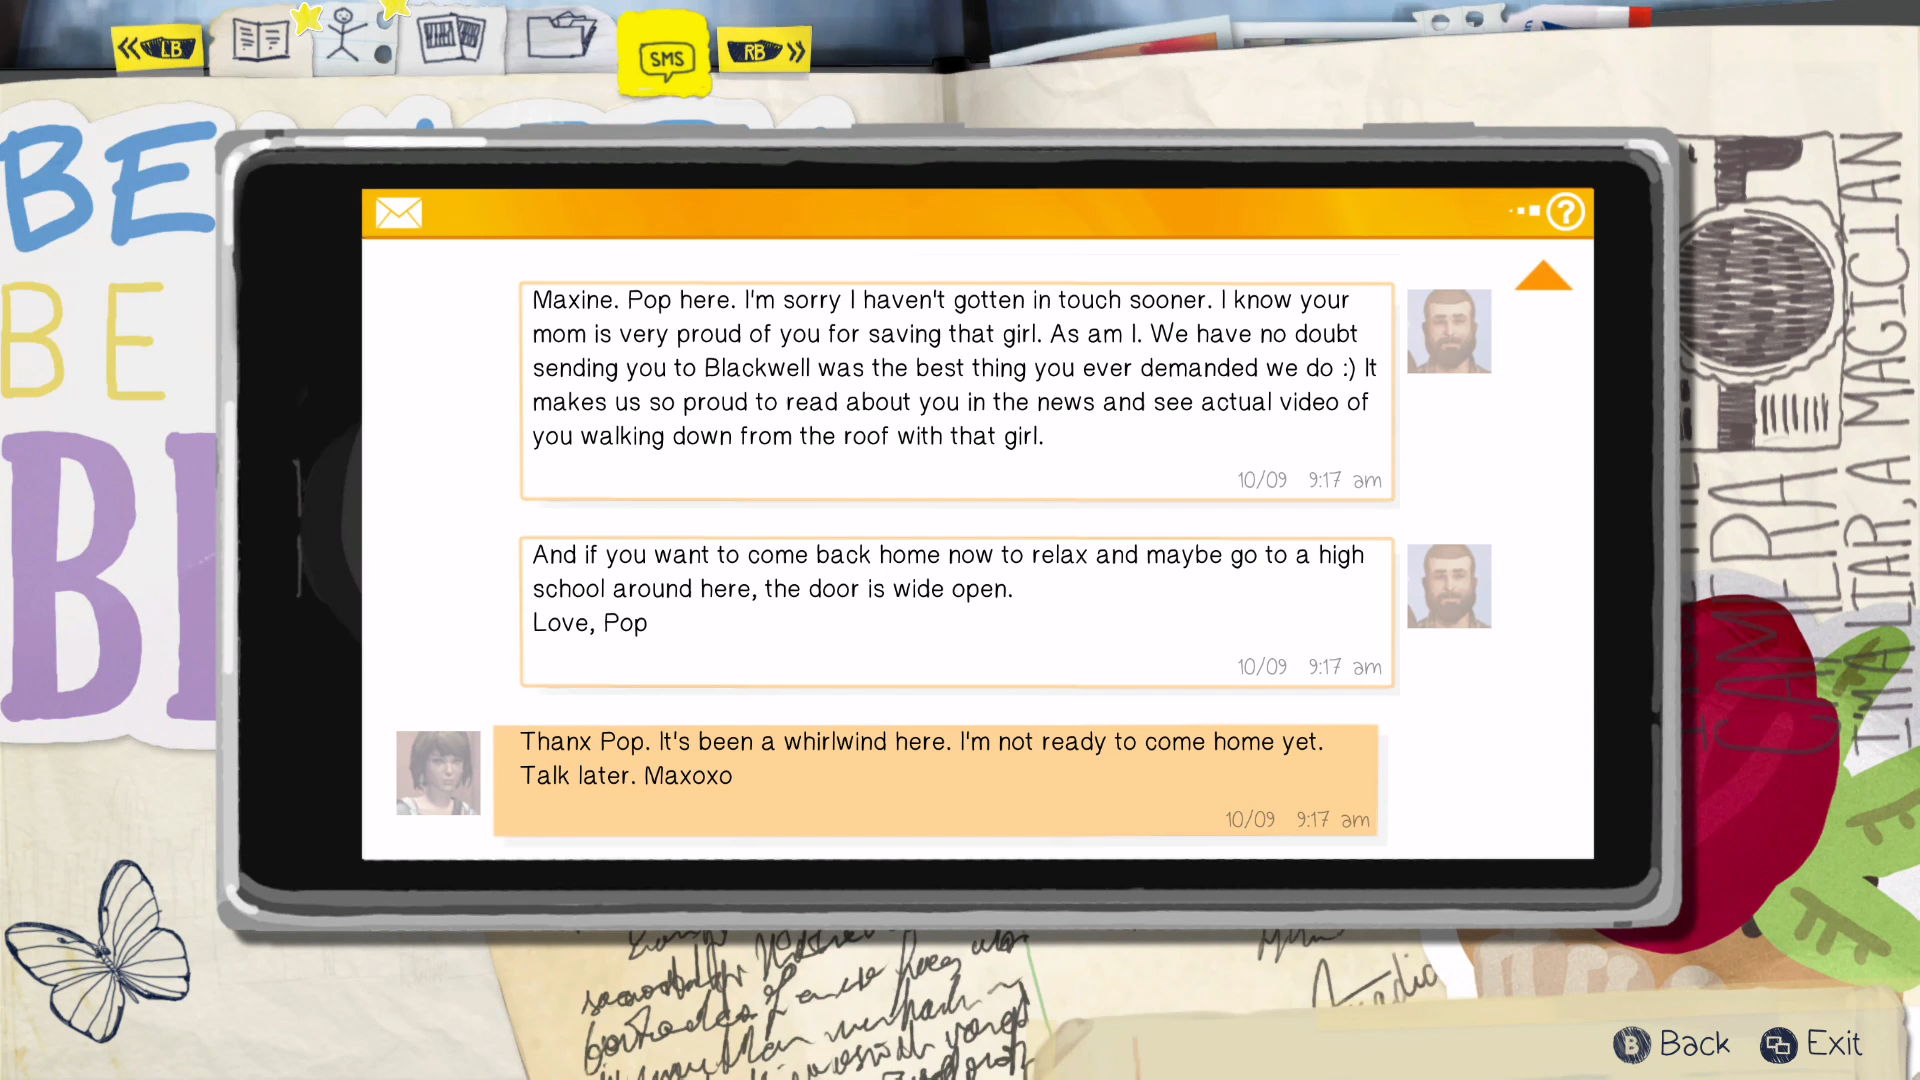 LB
SMS
RB
BE
BE
Maxine. Pop here. I'm sorry I haven't gotten in touch sooner. I know your
mom is very proud of you for saving that girl. As am I. We have no doubt
sending you to Blackwell was the best thing you ever demanded we do :) It
makes us so proud to read about you in the news and see actual video of
you walking down from the roof with that girl.
10/09 9:17 am
And if you want to come back home now to relax and maybe go to a high
school around here, the door is wide open.
Love, Pop
10/09 9:17 am
Thanx Pop. It's been a whirlwind here. I'm not ready to come home yet.
Talk later. Maxoxo
10/09 9:17 am
CAMERA
A MAGICIAN
B Back
Exit